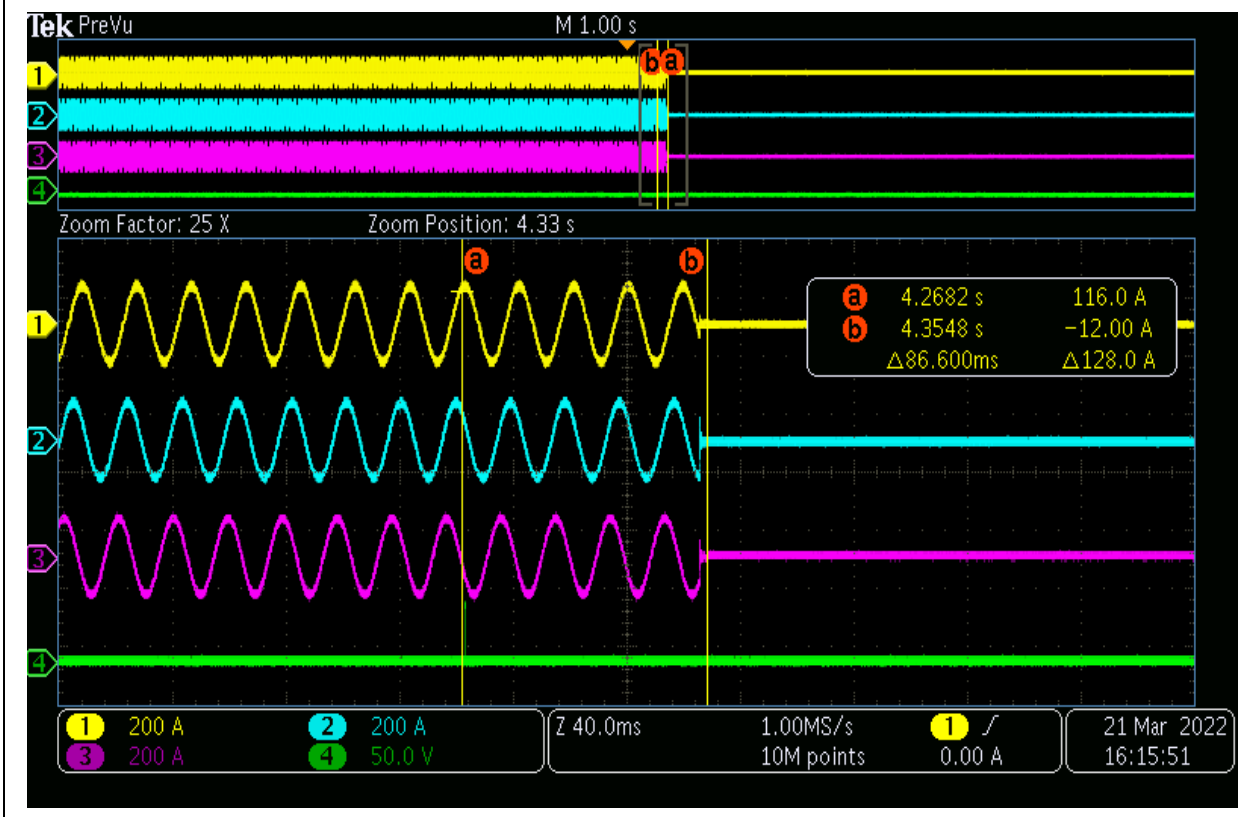 Tek PreVu M 1.00 s
b a
1
2
3
4
Zoom Factor: 25 X Zoom Position: 4.33 s
a b
a 4.2682 s 116.0 A
b 4.3548 s −12.00 A
△86.600ms △128.0 A
1
2
3
4
1 200 A 2 200 A Z 40.0ms 1.00MS/s 1 21 Mar 2022
3 200 A 4 50.0 V 10M points 0.00 A 16:15:51